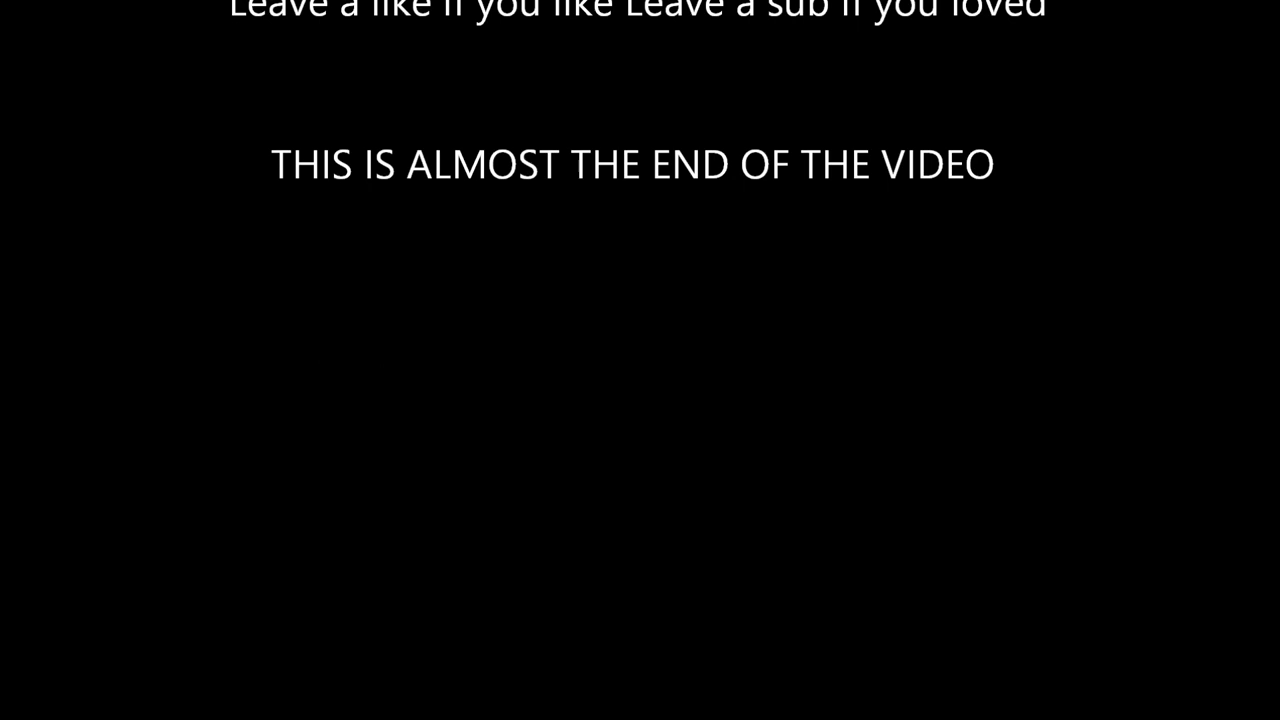 Leave a like if you like Leave a sub if you loved
THIS IS ALMOST THE END OF THE VIDEO